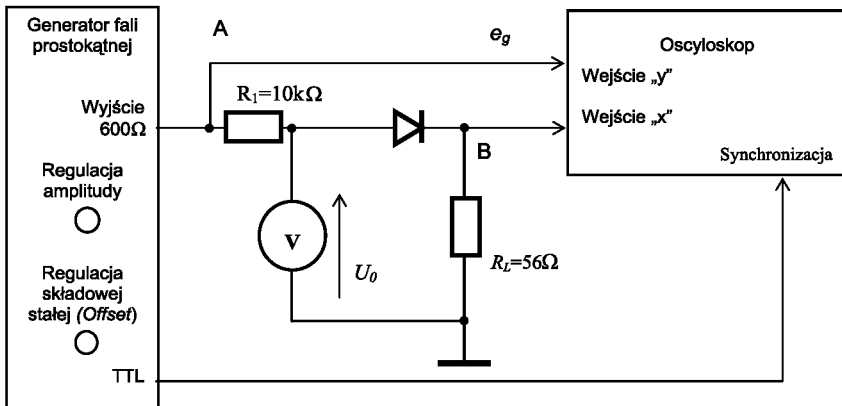 Generator fali
prostokątnej
A
e_g
Oscyloskop
Wejście „y”
R₁=10kΩ
Wyjście
600Ω
Wejście „x”
B
Synchronizacja
Regulacja
amplitudy
V
U₀
R_L=56Ω
Regulacja
składowej
stałej (Offset)
TTL